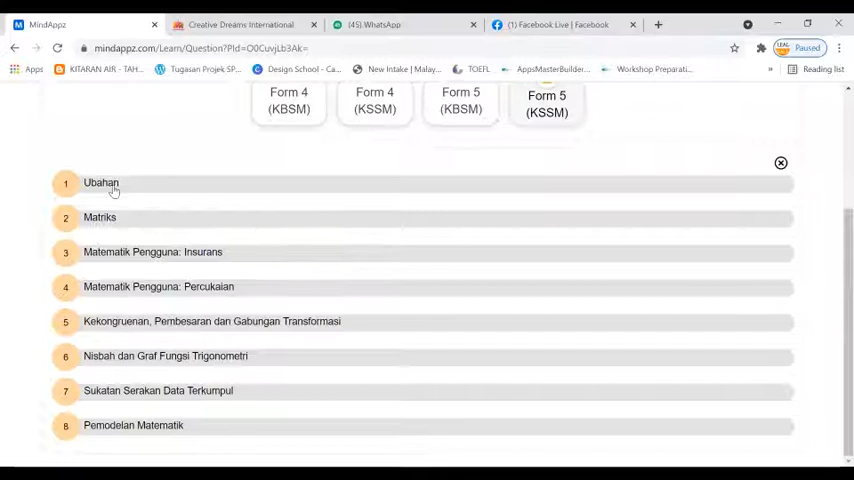 MindAppz
Creative Dreams International
(45) WhatsApp
(1) Facebook Live | Facebook
mindappz.com/Learn/Question?PId=O0CuvjLb3Ak=
Paused
Apps
KITARAN AIR - TAH...
Tugasan Projek SP...
Design School - Ca...
New Intake | Malay...
TOEFL
AppsMasterBuilder...
Workshop Preparati...
»
Reading list
Form 4
(KBSM)
Form 4
(KSSM)
Form 5
(KBSM)
Form 5
(KSSM)
1 Ubahan
2 Matriks
3 Matematik Pengguna: Insurans
4 Matematik Pengguna: Percukaian
5 Kekongruenan, Pembesaran dan Gabungan Transformasi
6 Nisbah dan Graf Fungsi Trigonometri
7 Sukatan Serakan Data Terkumpul
8 Pemodelan Matematik